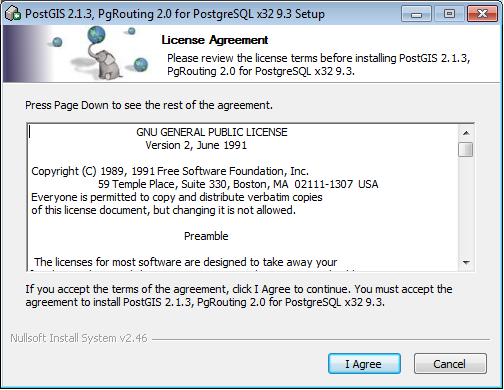 PostGIS 2.1.3, PgRouting 2.0 for PostgreSQL x32 9.3 Setup
License Agreement
Please review the license terms before installing PostGIS 2.1.3,
PgRouting 2.0 for PostgreSQL x32 9.3.
Press Page Down to see the rest of the agreement.
GNU GENERAL PUBLIC LICENSE
Version 2, June 1991
Copyright (C) 1989, 1991 Free Software Foundation, Inc.
59 Temple Place, Suite 330, Boston, MA 02111-1307 USA
Everyone is permitted to copy and distribute verbatim copies
of this license document, but changing it is not allowed.
Preamble
The licenses for most software are designed to take away your
If you accept the terms of the agreement, click I Agree to continue. You must accept the
agreement to install PostGIS 2.1.3, PgRouting 2.0 for PostgreSQL x32 9.3.
Nullsoft Install System v2.46
I Agree
Cancel